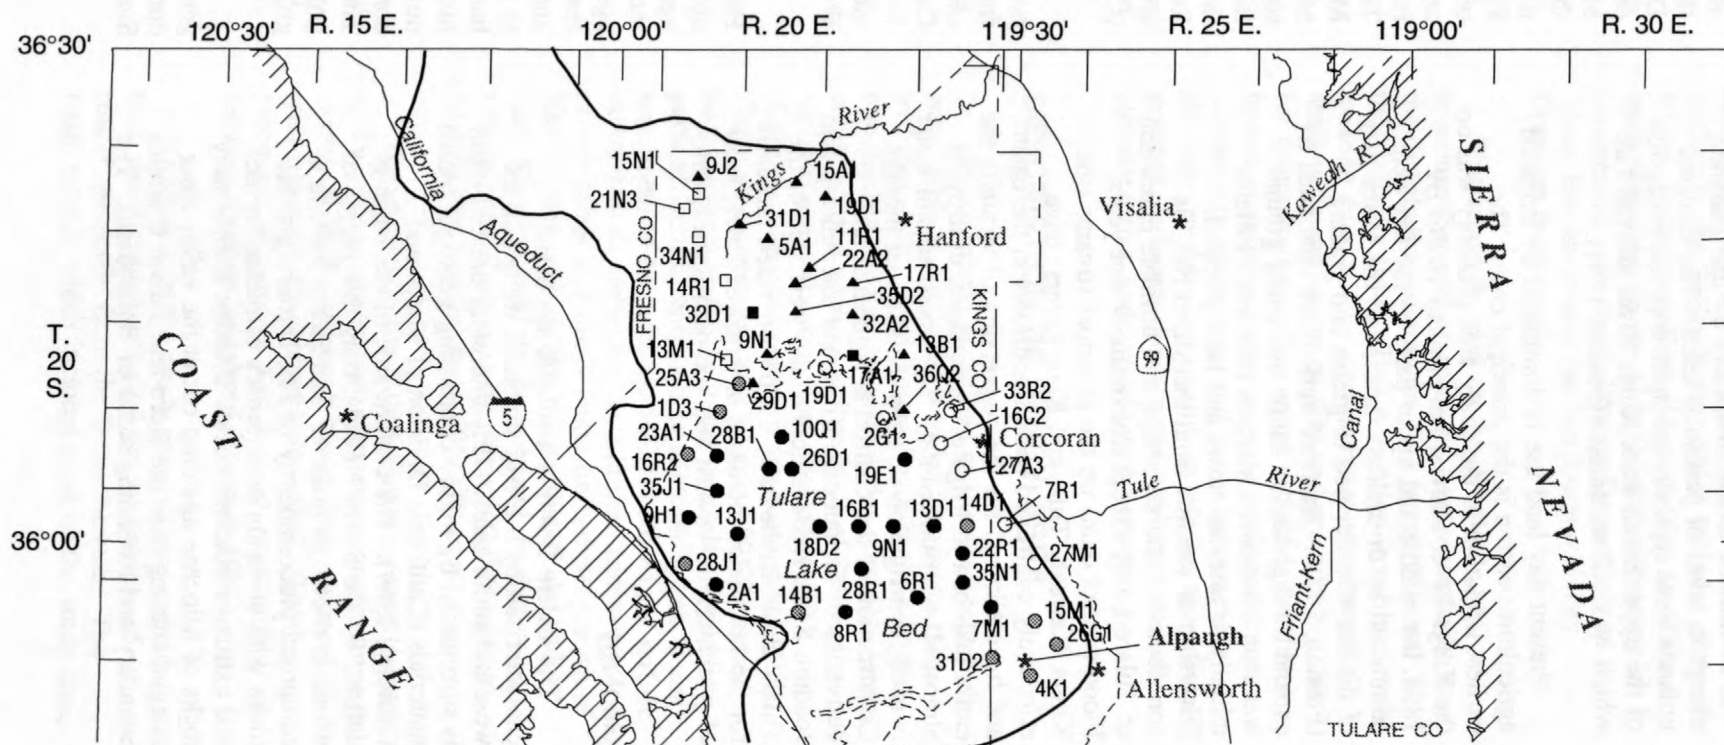 120°30' R. 15 E. 120°00' R. 20 E. 119°30' R. 25 E. 119°00' R. 30 E.
36°30'
California
Aqueduct
River
Kings
15N1
9J2
15A1
21N3
19D1
31D1
11R1
5A1
22A2
34N1
14R1
17R1
35D2
32D1
32A2
FRESNO CO
KINGS CO
Hanford
Visalia
Kaweah R
SIERRA
NEVADA
T.
20
S.
13M1
9N1
13B1
25A3
17A1
36Q2
29D1
19D1
33R2
1D3
16C2
23A1
28B1
10Q1
2G1
Corcoran
16R2
26D1
19E1
27A3
35J1
Tulare
14D1
7R1
Tule
River
9H1
13J1
16B1
13D1
36°00'
18D2
9N1
22R1
27M1
28J1
Lake
35N1
2A1
14B1
28R1
6R1
15M1
8R1
Bed
7M1
26G1
Alpaugh
31D2
4K1
Allensworth
COAST
RANGE
Coalinga
5
99
Canal
Friant-Kern
TULARE CO